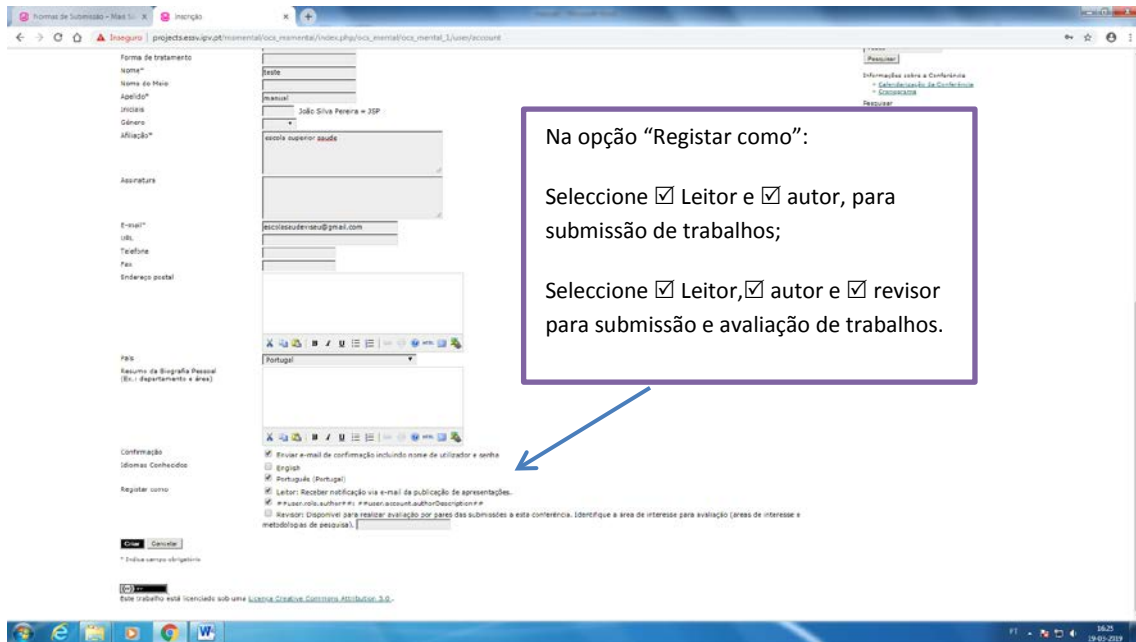 Normas de Submissão - Mais S
Inscrição
Inseguro | projects.essv.ipv.pt/mamental/ocs_mamental/index.php/ocs_mental/ocs_mental_1/user/account
Forma de tratamento
Nome*
teste
Nome do Meio
Apelido*
manual
Iniciais
João Silva Pereira = JSP
Género
Afiliação*
escola superior saude
Assinatura
E-mail*
escolasaudeviseu@gmail.com
URL
Telefone
Fax
Endereço postal
País
Portugal
Resumo da Biografia Pessoal
(Ex.: departamento e área)
Confirmação
Enviar e-mail de confirmação incluindo nome de utilizador e senha
Idiomas Conhecidos
English
Português (Portugal)
Registar como
Leitor: Receber notificação via e-mail da publicação de apresentações.
##user.role.author##: ##user.account.authorDescription##
Revisor: Disponível para realizar avaliação por pares das submissões a esta conferência. Identifique a área de interesse para avaliação (áreas de interesse e
metodologias de pesquisa).
Criar
Cancelar
* Indica campo obrigatório
Este trabalho está licenciado sob uma Licença Creative Commons Attribution 3.0.
Pesquisar
Informações sobre a Conferência
Calendarização da Conferência
Cronograma
Pesquisar
Na opção “Registar como”:
Seleccione ☑ Leitor e ☑ autor, para
submissão de trabalhos;
Seleccione ☑ Leitor,☑ autor e ☑ revisor
para submissão e avaliação de trabalhos.
PT
16:25
19-03-2019